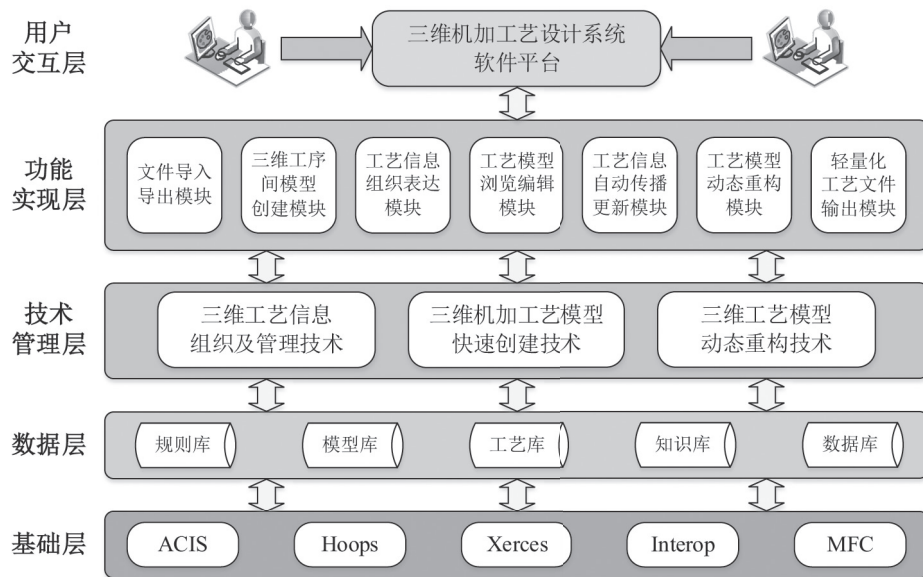 用户
交互层
三维机加工艺设计系统
软件平台
功能
实现层
文件导入
导出模块
三维工序
间模型
创建模块
工艺信息
组织表达
模块
工艺模型
浏览编辑
模块
工艺信息
自动传播
更新模块
工艺模型
动态重构
模块
轻量化
工艺文件
输出模块
技术
管理层
三维工艺信息
组织及管理技术
三维机加工艺模型
快速创建技术
三维工艺模型
动态重构技术
数据层
规则库
模型库
工艺库
知识库
数据库
基础层
ACIS
Hoops
Xerces
Interop
MFC